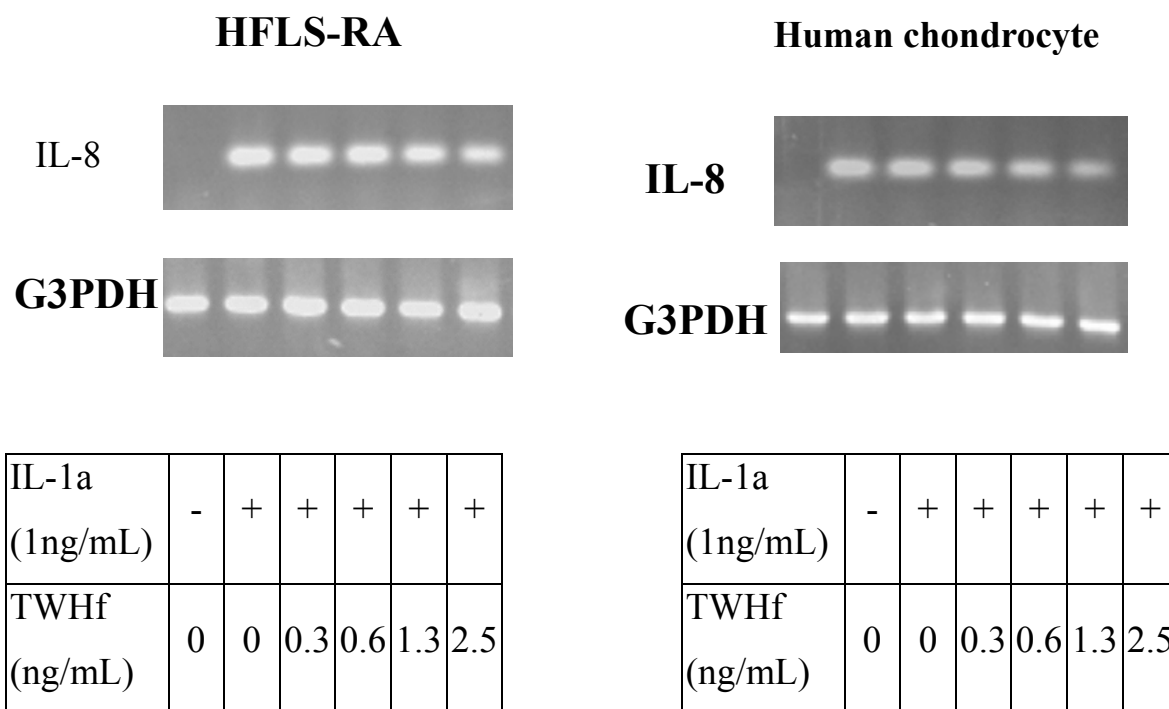 HFLS-RA
IL-8
G3PDH
IL-1a
(1ng/mL)
- + + + + +
TWHf
(ng/mL)
0 0 0.3 0.6 1.3 2.5
Human chondrocyte
IL-8
G3PDH
IL-1a
(1ng/mL)
- + + + + +
TWHf
(ng/mL)
0 0 0.3 0.6 1.3 2.5